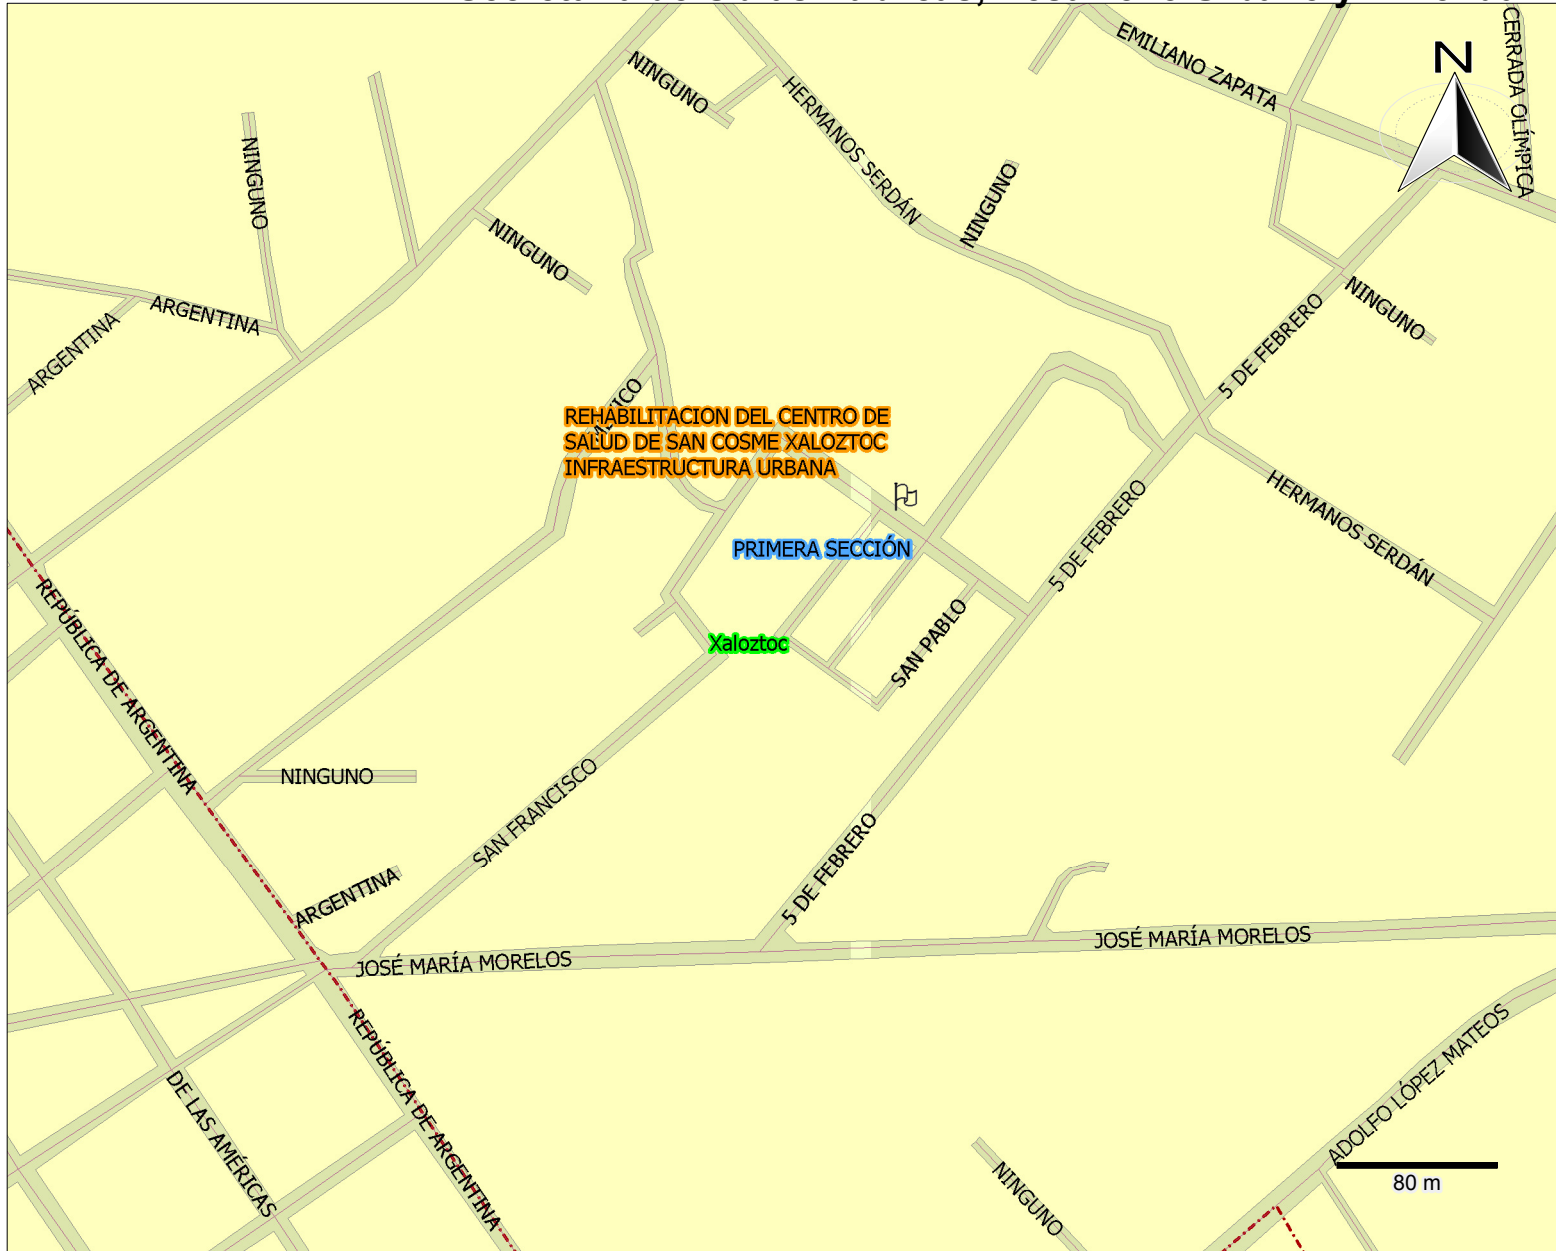 EMILIANO ZAPATA
CERRADA OLÍMPICA
N
NINGUNO
HERMANOS SERDÁN
NINGUNO
NINGUNO
NINGUNO
ARGENTINA
ARGENTINA
NINGUNO
5 DE FEBRERO
REHABILITACION DEL CENTRO DE
SALUD DE SAN COSME XALOZTOC
INFRAESTRUCTURA URBANA
5 DE FEBRERO
HERMANOS SERDÁN
PRIMERA SECCIÓN
REPÚBLICA DE ARGENTINA
Xaloztoc
SAN PABLO
NINGUNO
SAN FRANCISCO
5 DE FEBRERO
ARGENTINA
JOSÉ MARÍA MORELOS
JOSÉ MARÍA MORELOS
REPÚBLICA DE ARGENTINA
DE LAS AMÉRICAS
ADOLFO LÓPEZ MATEOS
NINGUNO
80 m